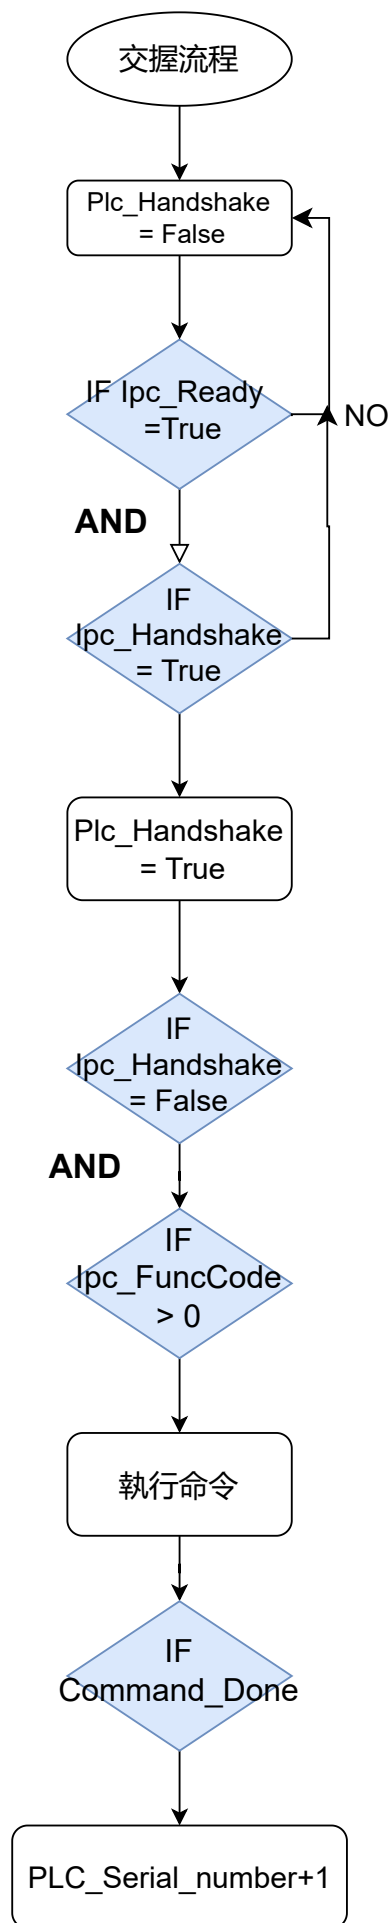 交握流程
Plc_Handshake
= False
IF Ipc_Ready
=True
NO
AND
IF
Ipc_Handshake
= True
Plc_Handshake
= True
IF
Ipc_Handshake
= False
AND
IF
Ipc_FuncCode
> 0
執行命令
IF
Command_Done
PLC_Serial_number+1